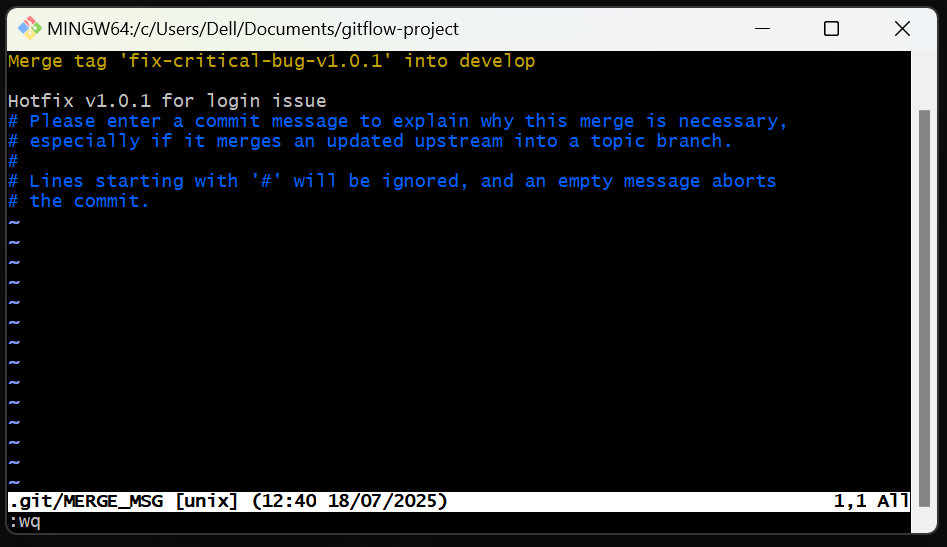 MINGW64:/c/Users/Dell/Documents/gitflow-project
Merge tag 'fix-critical-bug-v1.0.1' into develop
Hotfix v1.0.1 for login issue
# Please enter a commit message to explain why this merge is necessary,
# especially if it merges an updated upstream into a topic branch.
#
# Lines starting with '#' will be ignored, and an empty message aborts
# the commit.
~
~
~
~
~
~
~
~
~
~
~
~
~
~
.git/MERGE_MSG [unix] (12:40 18/07/2025) 1,1 All
:wq